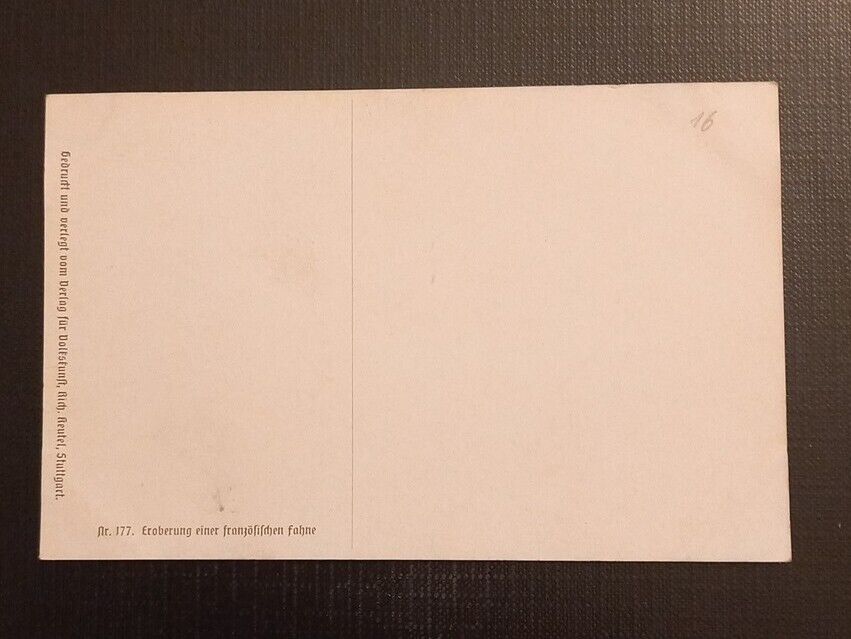 16
Gedruckt und verlegt vom Verlag für Volkskunst, Rich. Keutel, Stuttgart.
Nr. 177. Eroberung einer französischen Fahne